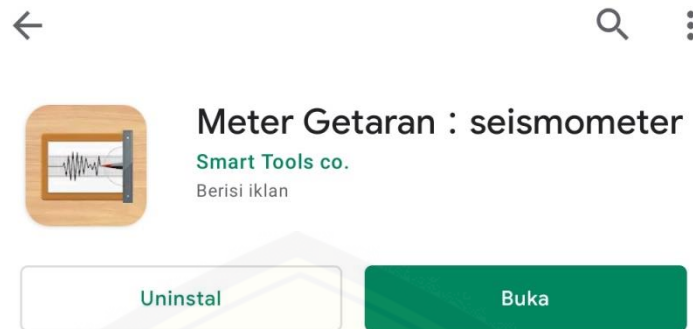 Meter Getaran : seismometer
Smart Tools co.
Berisi iklan
Uninstal
Buka